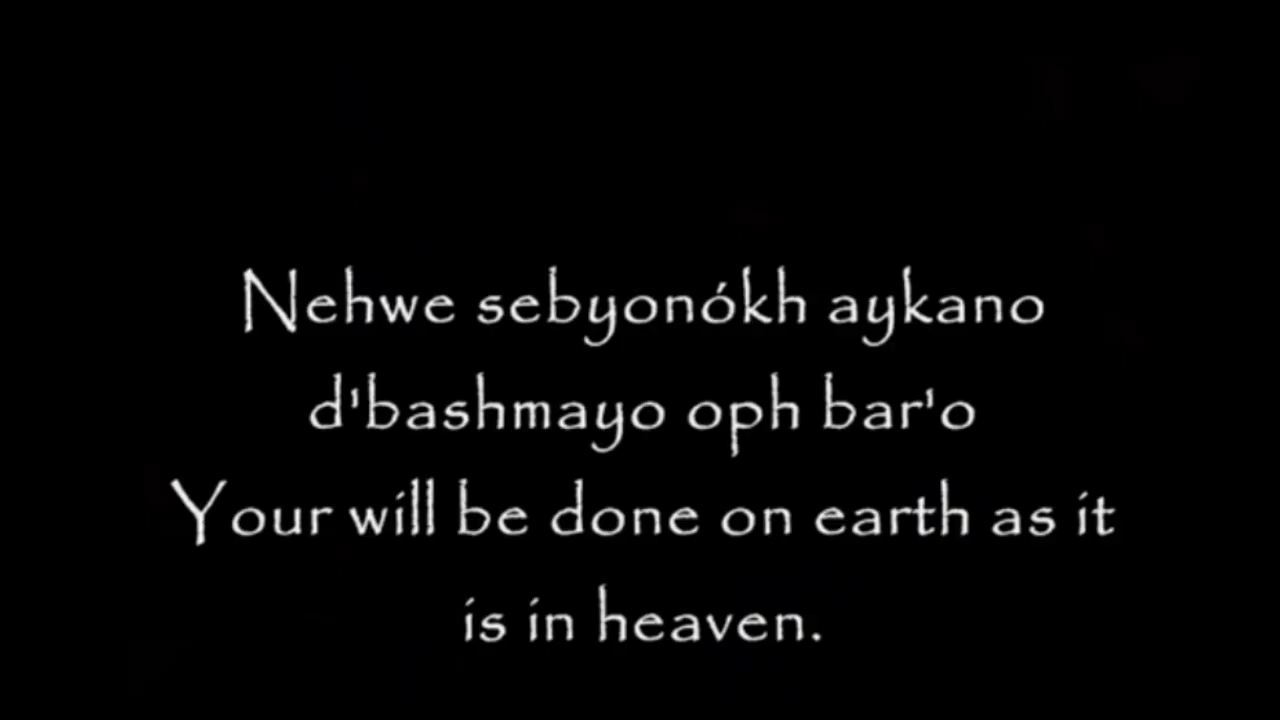 Nehwe sebyonókh aykano
d'bashmayo oph bar'o
Your will be done on earth as it
is in heaven.